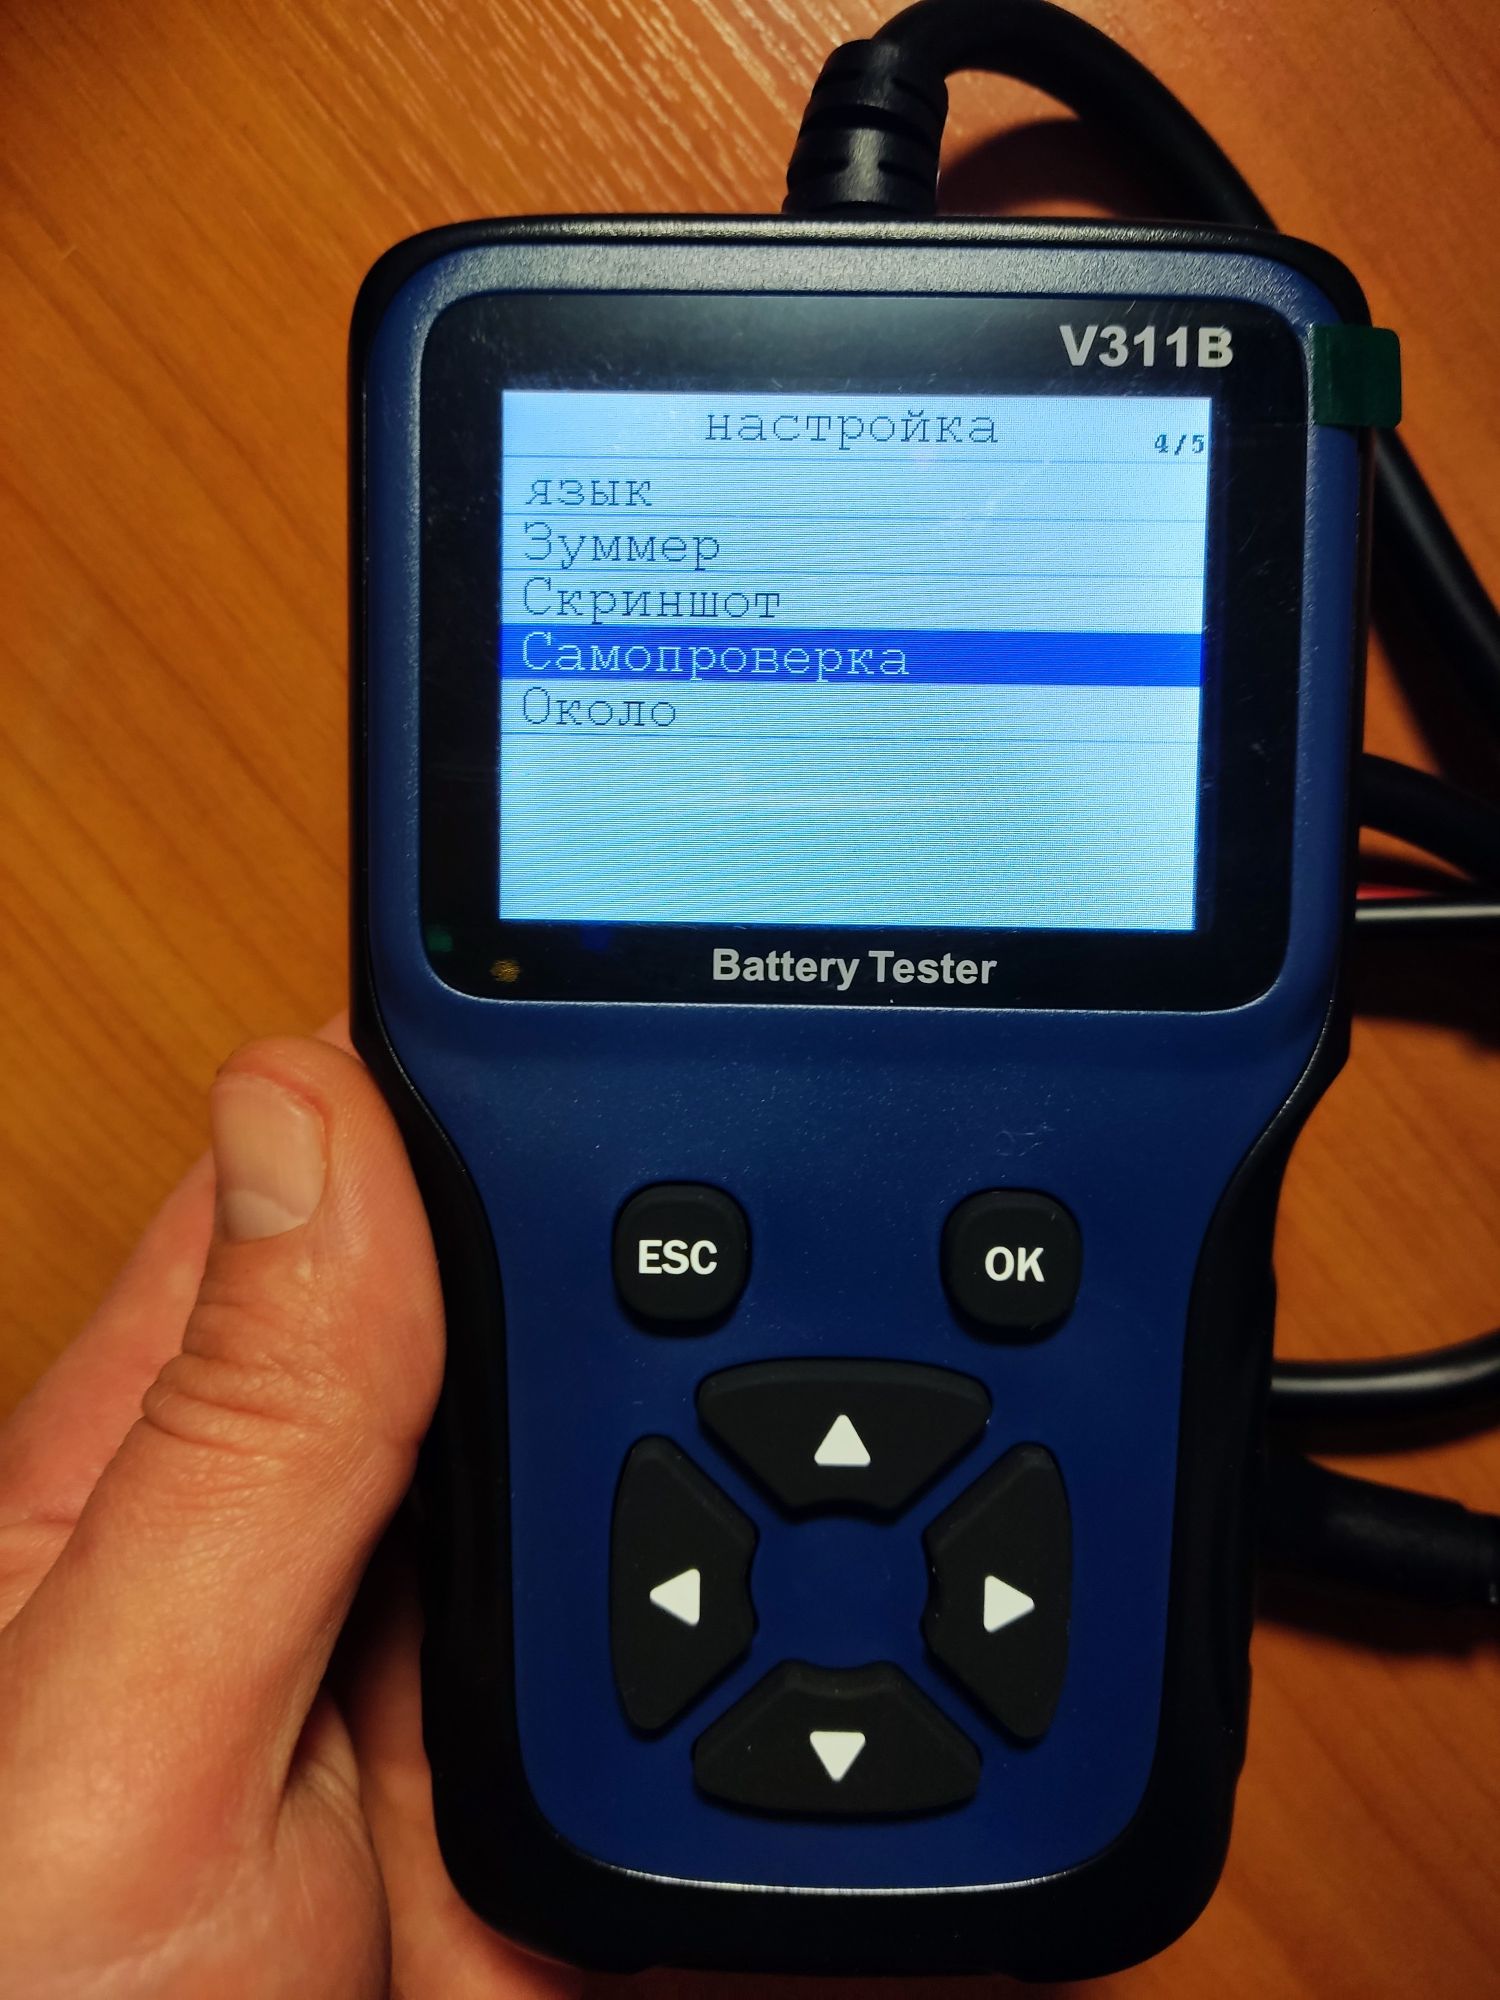 V311B
настройка
4/5
язык
Зуммер
Скриншот
Самопроверка
Около
Battery Tester
ESC
OK